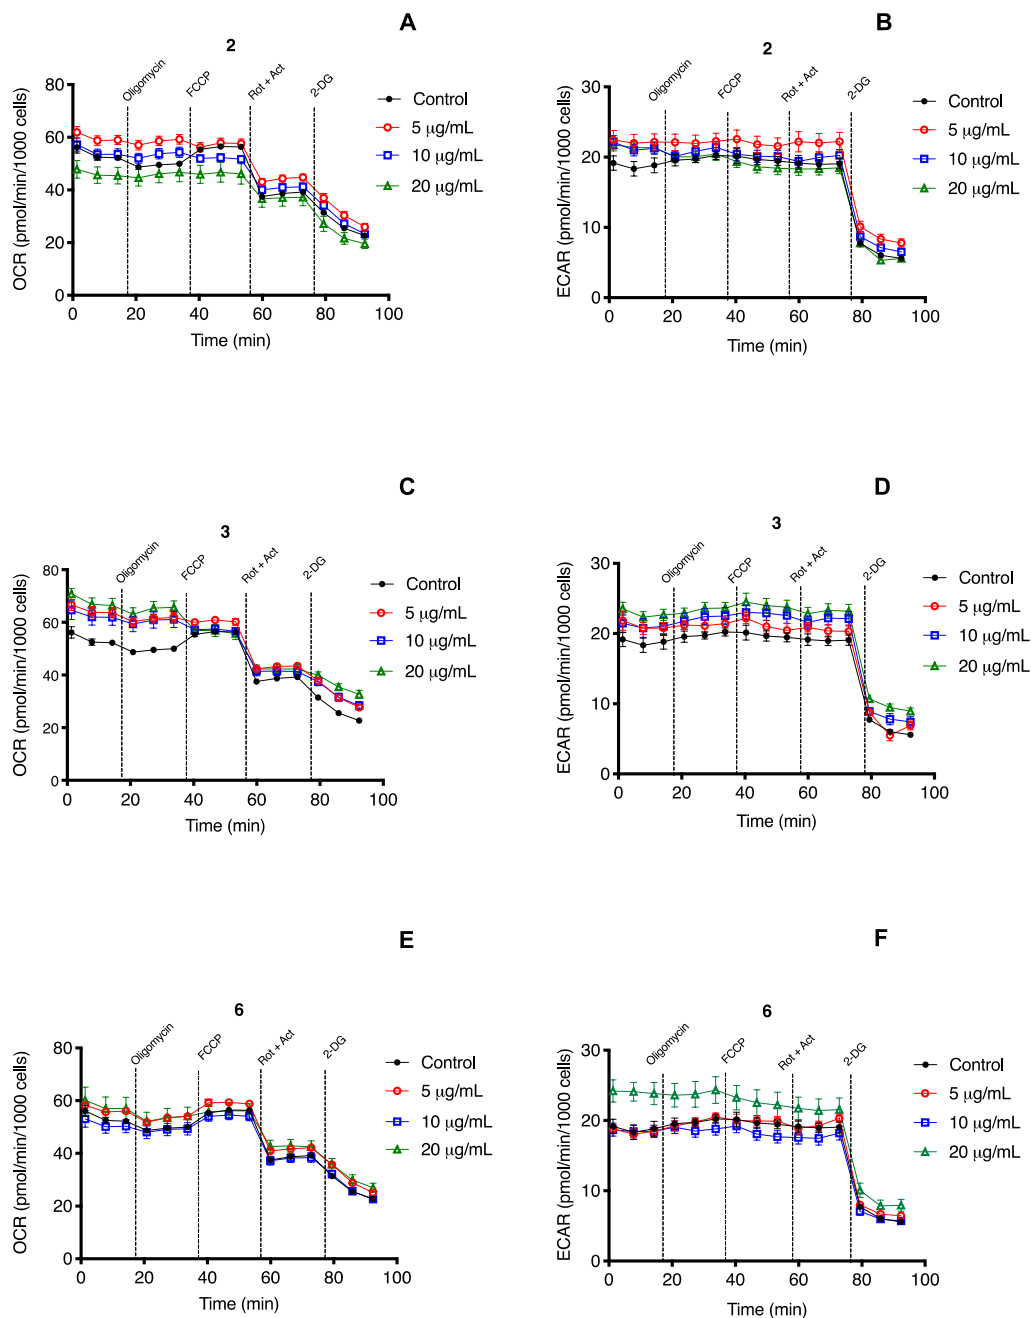 A
2
Oligomycin
FCCP
Rot + Act
2-DG
80
60
40
20
0
OCR (pmol/min/1000 cells)
0 20 40 60 80 100
Time (min)
Control
5 μg/mL
10 μg/mL
20 μg/mL
B
2
Oligomycin
FCCP
Rot + Act
2-DG
30
20
10
0
ECAR (pmol/min/1000 cells)
0 20 40 60 80 100
Time (min)
Control
5 μg/mL
10 μg/mL
20 μg/mL
C
3
Oligomycin
FCCP
Rot + Act
2-DG
80
60
40
20
0
OCR (pmol/min/1000 cells)
0 20 40 60 80 100
Time (min)
Control
5 μg/mL
10 μg/mL
20 μg/mL
D
3
Oligomycin
FCCP
Rot + Act
2-DG
30
20
10
0
ECAR (pmol/min/1000 cells)
0 20 40 60 80 100
Time (min)
Control
5 μg/mL
10 μg/mL
20 μg/mL
E
6
Oligomycin
FCCP
Rot + Act
2-DG
80
60
40
20
0
OCR (pmol/min/1000 cells)
0 20 40 60 80 100
Time (min)
Control
5 μg/mL
10 μg/mL
20 μg/mL
F
6
Oligomycin
FCCP
Rot + Act
2-DG
30
20
10
0
ECAR (pmol/min/1000 cells)
0 20 40 60 80 100
Time (min)
Control
5 μg/mL
10 μg/mL
20 μg/mL